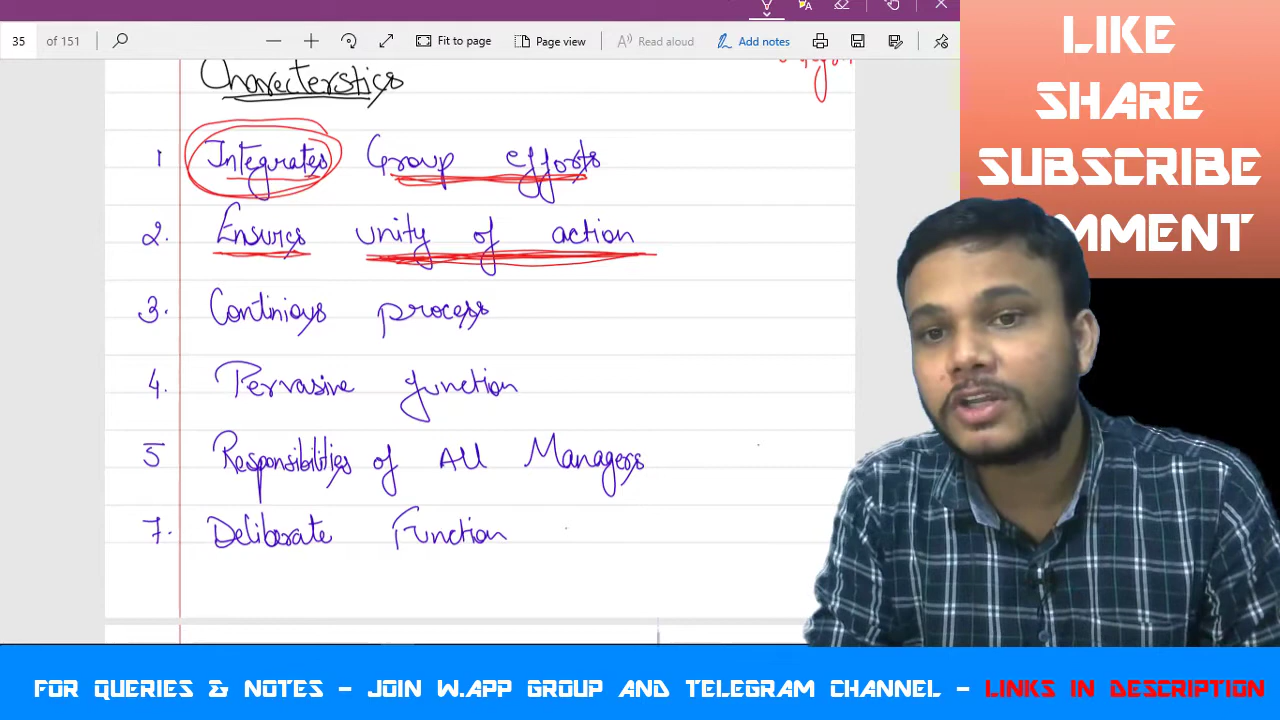 35 of 151 Fit to page Page view Read aloud Add notes
Charecterstics
1 Integrates Group efforts
2. Ensures unity of action
3. Continioys process
4. Pervasive function
5 Responsibilities of All Managers
7. Deliberate Function
LIKE
SHARE
SUBSCRIBE
MMENT
FOR QUERIES & NOTES - JOIN W.APP GROUP AND TELEGRAM CHANNEL - LINKS IN DESCRIPTION